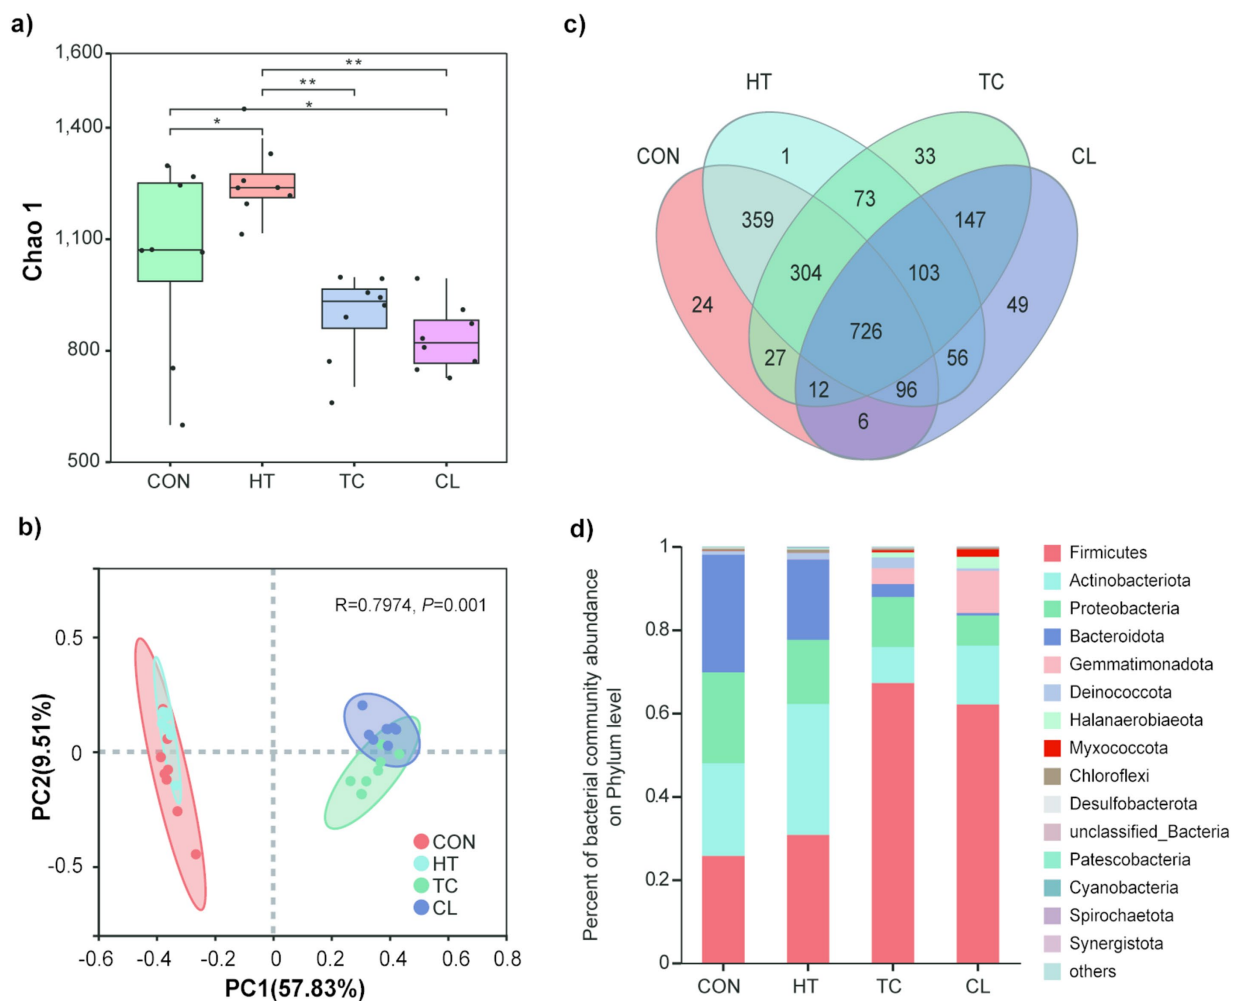 a)
Chao 1
1,600
1,400
1,100
800
500
**
**
*
*
CON HT TC CL
c)
HT TC
CON CL
1 33
73
359 147
304 103
24 49
726
27 56
12 96
6
b)
PC2(9.51%)
R=0.7974, P=0.001
0.5
0
-0.5
CON
HT
TC
CL
-0.6 -0.4 -0.2 0 0.2 0.4 0.6 0.8
PC1(57.83%)
d)
Percent of bacterial community abundance
on Phylum level
1
0.8
0.6
0.4
0.2
0
CON HT TC CL
Firmicutes
Actinobacteriota
Proteobacteria
Bacteroidota
Gemmatimonadota
Deinococcota
Halanaerobiaeota
Myxococcota
Chloroflexi
Desulfobacterota
unclassified_Bacteria
Patescobacteria
Cyanobacteria
Spirochaetota
Synergistota
others